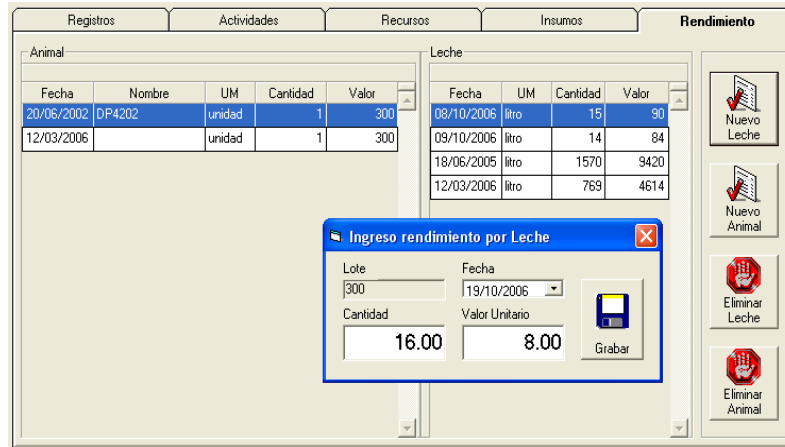 Registros Actividades Recursos Insumos Rendimiento
Animal
Fecha Nombre UM Cantidad Valor
20/06/2002 DP4202 unidad 1 300
12/03/2006 unidad 1 300
Leche
Fecha UM Cantidad Valor
08/10/2006 litro 15 90
09/10/2006 litro 14 84
18/06/2005 litro 1570 9420
12/03/2006 litro 769 4614
Nuevo
Leche
Nuevo
Animal
Eliminar
Leche
Eliminar
Animal
Ingreso rendimiento por Leche
Lote Fecha
300 19/10/2006
Cantidad Valor Unitario
16.00 8.00
Grabar